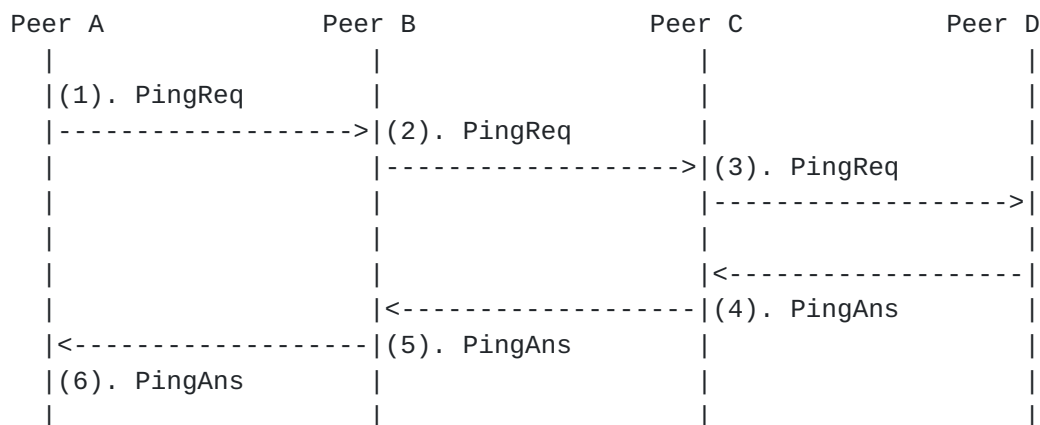 Peer A Peer B Peer C Peer D
(1). PingReq
(2). PingReq
(3). PingReq
(4). PingAns
(5). PingAns
(6). PingAns